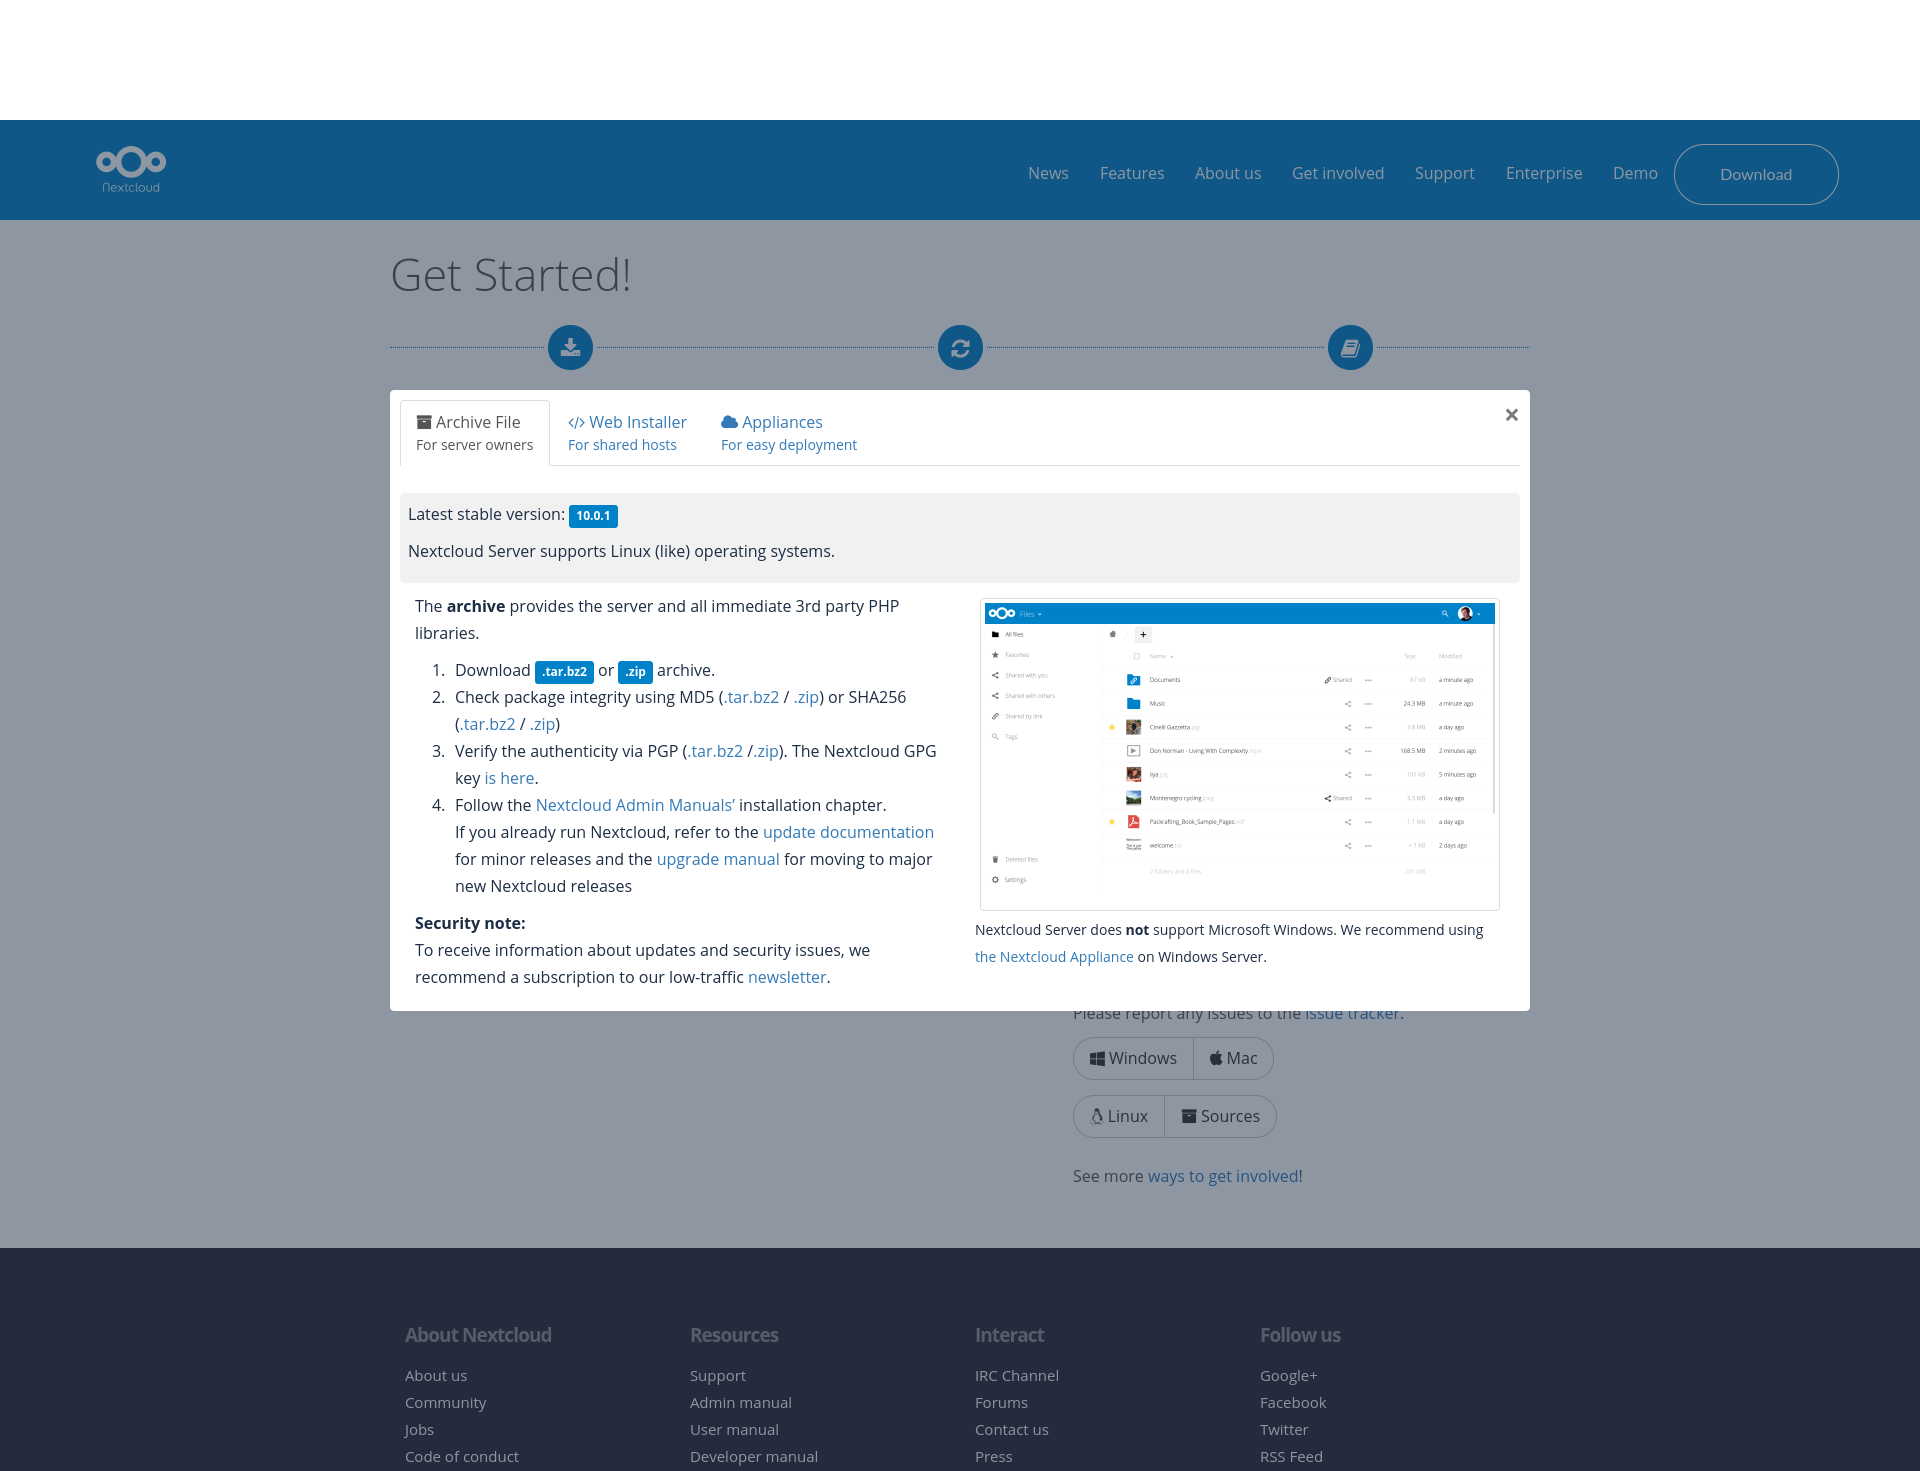 Nextcloud
News Features About us Get involved Support Enterprise Demo Download
Get Started!
Archive File
For server owners
Web Installer
For shared hosts
Appliances
For easy deployment
×
Latest stable version: 10.0.1
Nextcloud Server supports Linux (like) operating systems.
The archive provides the server and all immediate 3rd party PHP
libraries.
1. Download .tar.bz2 or .zip archive.
2. Check package integrity using MD5 (.tar.bz2 / .zip) or SHA256
(.tar.bz2 / .zip)
3. Verify the authenticity via PGP (.tar.bz2 /.zip). The Nextcloud GPG
key is here.
4. Follow the Nextcloud Admin Manuals’ installation chapter.
If you already run Nextcloud, refer to the update documentation
for minor releases and the upgrade manual for moving to major
new Nextcloud releases
Security note:
To receive information about updates and security issues, we
recommend a subscription to our low-traffic newsletter.
Files
All files
Favorites
Shared with you
Shared with others
Shared by link
Tags
Deleted files
Settings
+
Name Size Modified
Documents Shared 87 KB a minute ago
Music 24.3 MB a minute ago
Cinelli Gazzetta.jpg 3.8 MB a day ago
Don Norman - Living With Complexity.mp4 168.5 MB 2 minutes ago
ilya.jpg 101 KB 5 minutes ago
Montenegro cycling.jpeg Shared 3.3 MB a day ago
Packrafting_Book_Sample_Pages.pdf 1.1 MB a day ago
welcome.txt < 1 KB 2 days ago
2 folders and 6 files 201 MB
Nextcloud Server does not support Microsoft Windows. We recommend using
the Nextcloud Appliance on Windows Server.
Please report any issues to the issue tracker.
Windows Mac
Linux Sources
See more ways to get involved!
About Nextcloud
About us
Community
Jobs
Code of conduct
Resources
Support
Admin manual
User manual
Developer manual
Interact
IRC Channel
Forums
Contact us
Press
Follow us
Google+
Facebook
Twitter
RSS Feed